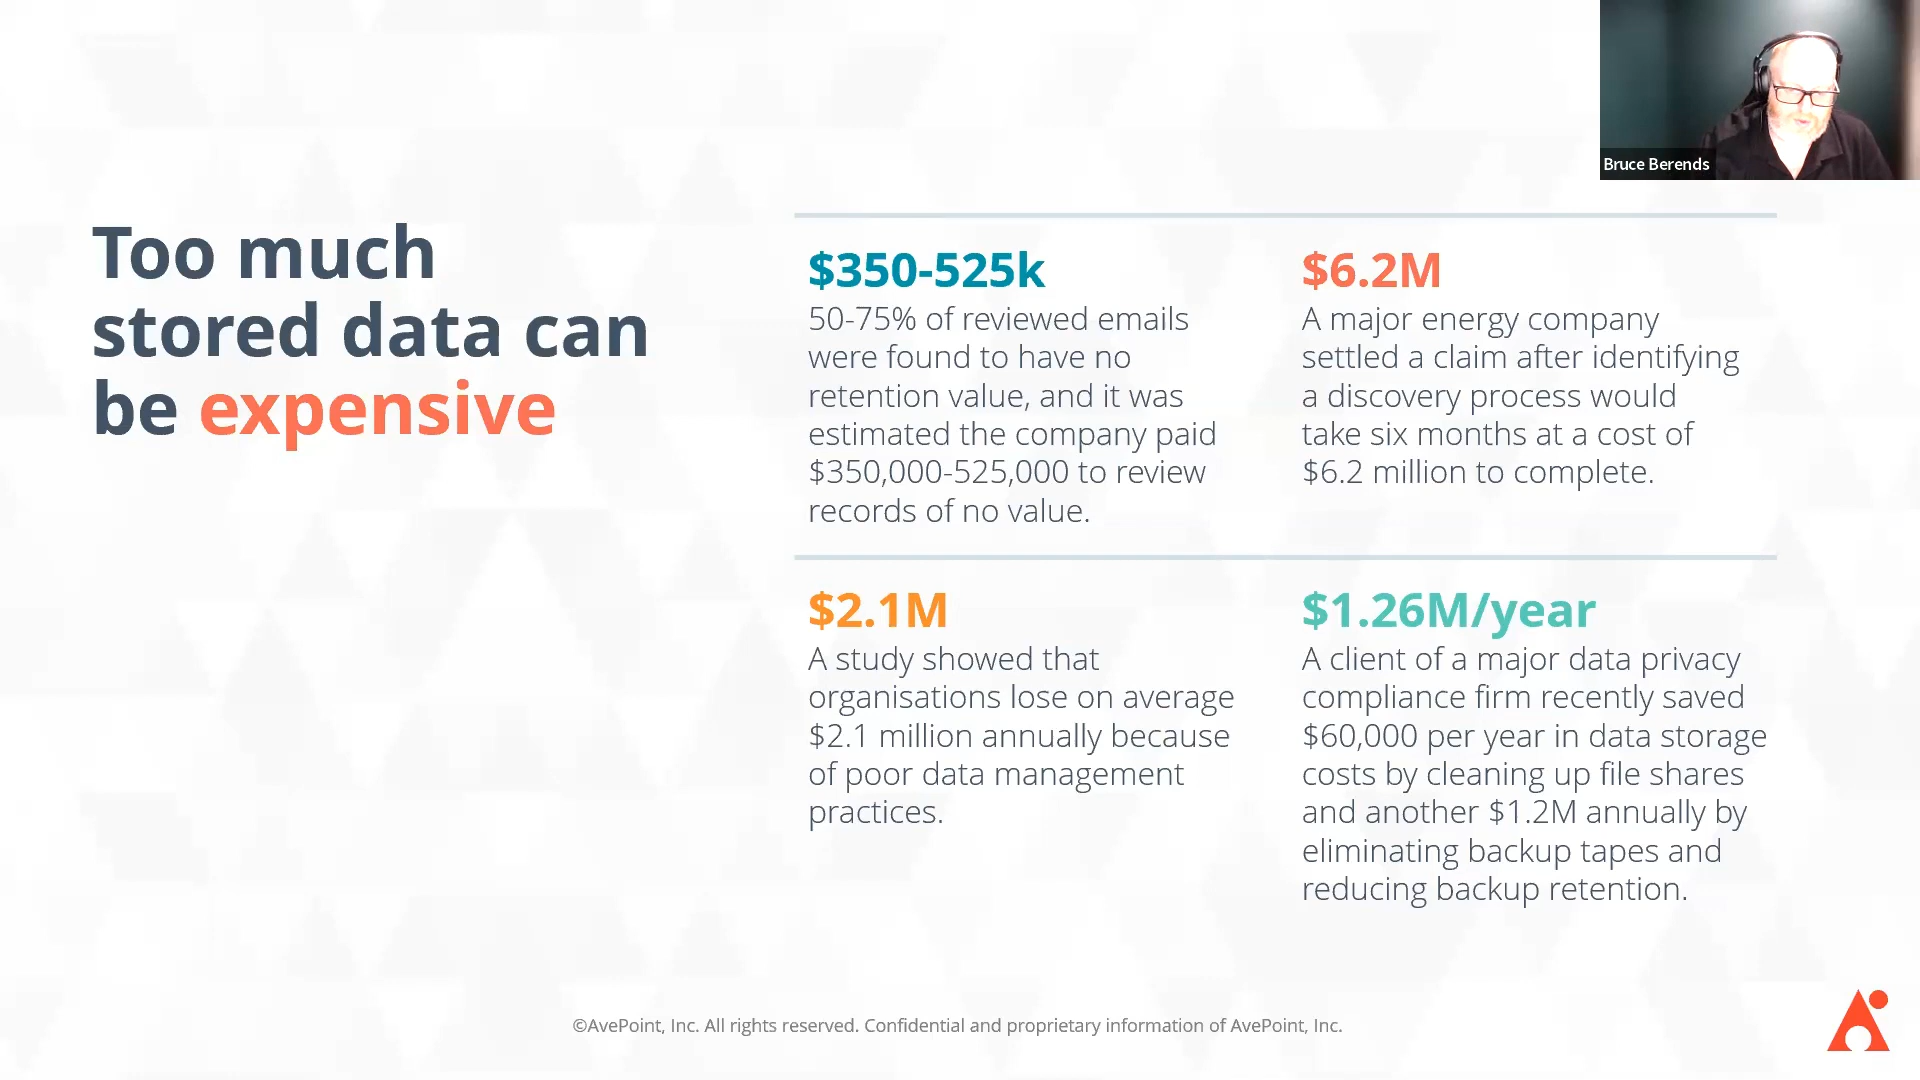 Bruce Berends
Too much
stored data can
be expensive
$350-525k
50-75% of reviewed emails
were found to have no
retention value, and it was
estimated the company paid
$350,000-525,000 to review
records of no value.
$6.2M
A major energy company
settled a claim after identifying
a discovery process would
take six months at a cost of
$6.2 million to complete.
$2.1M
A study showed that
organisations lose on average
$2.1 million annually because
of poor data management
practices.
$1.26M/year
A client of a major data privacy
compliance firm recently saved
$60,000 per year in data storage
costs by cleaning up file shares
and another $1.2M annually by
eliminating backup tapes and
reducing backup retention.
©AvePoint, Inc. All rights reserved. Confidential and proprietary information of AvePoint, Inc.